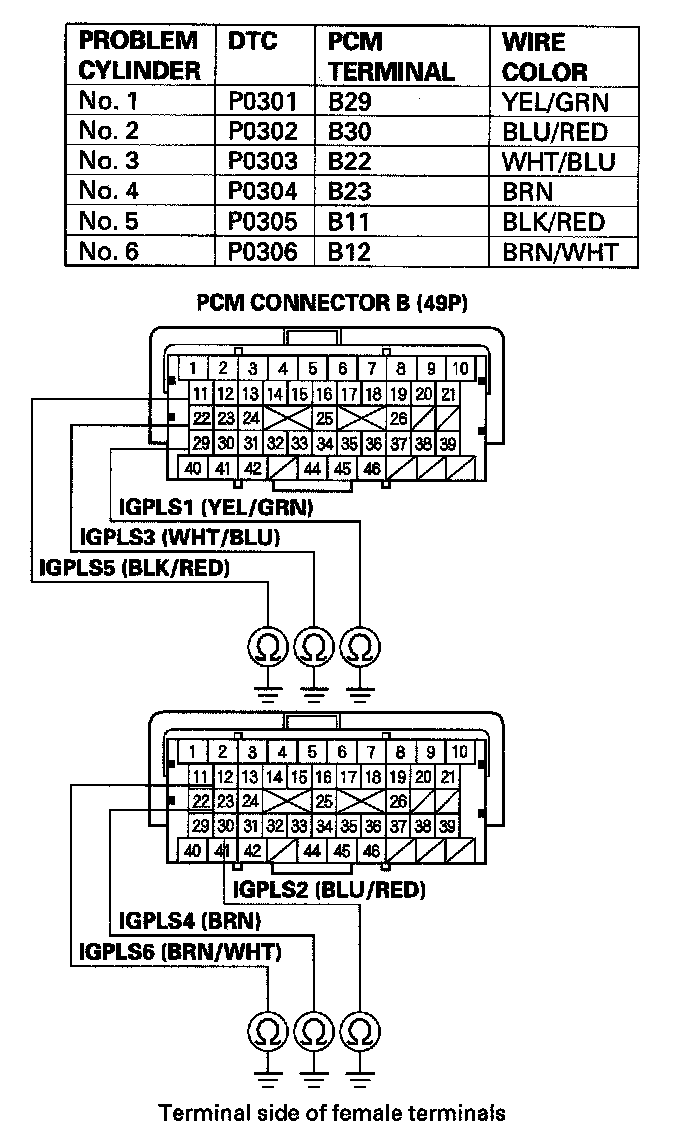 PROBLEM CYLINDER DTC PCM TERMINAL WIRE COLOR
No. 1 P0301 B29 YEL/GRN
No. 2 P0302 B30 BLU/RED
No. 3 P0303 B22 WHT/BLU
No. 4 P0304 B23 BRN
No. 5 P0305 B11 BLK/RED
No. 6 P0306 B12 BRN/WHT
PCM CONNECTOR B (49P)
1 2 3 4 5 6 7 8 9 10
11 12 13 14 15 16 17 18 19 20 21
22 23 24 25 26
29 30 31 32 33 34 35 36 37 38 39
40 41 42 44 45 46
IGPLS1 (YEL/GRN)
IGPLS3 (WHT/BLU)
IGPLS5 (BLK/RED)
Ω Ω Ω
1 2 3 4 5 6 7 8 9 10
11 12 13 14 15 16 17 18 19 20 21
22 23 24 25 26
29 30 31 32 33 34 35 36 37 38 39
40 41 42 44 45 46
IGPLS2 (BLU/RED)
IGPLS4 (BRN)
IGPLS6 (BRN/WHT)
Ω Ω Ω
Terminal side of female terminals